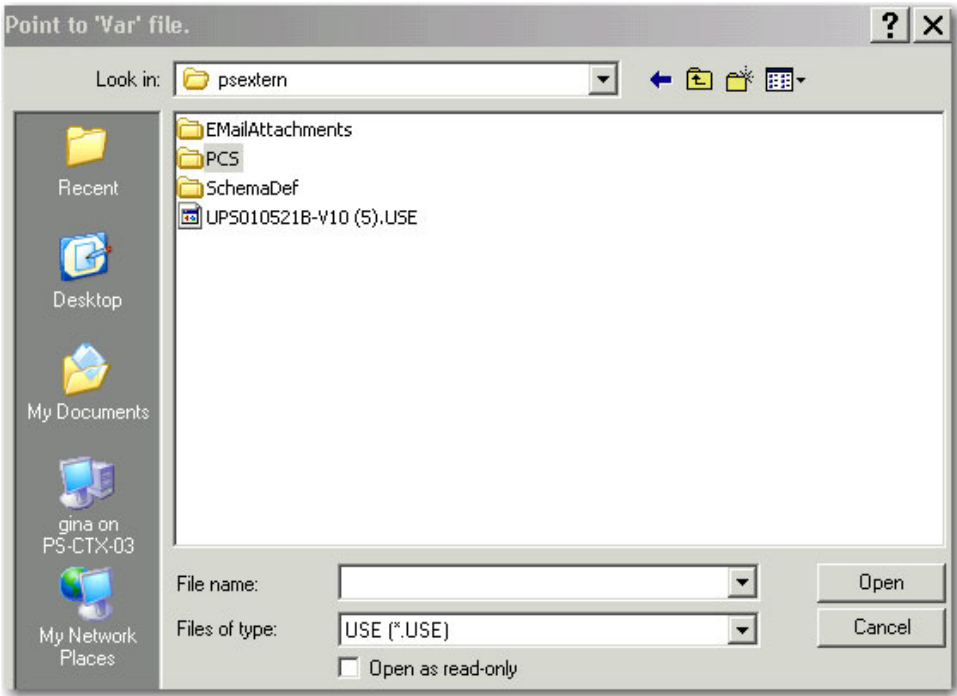 Point to 'Var' file.
?
Look in:
psextern
EMailAttachments
PCS
SchemaDef
UPS010521B-V10 (5).USE
Recent
Desktop
My Documents
gina on
PS-CTX-03
My Network
Places
File name:
Open
Files of type:
USE (*.USE)
Cancel
Open as read-only